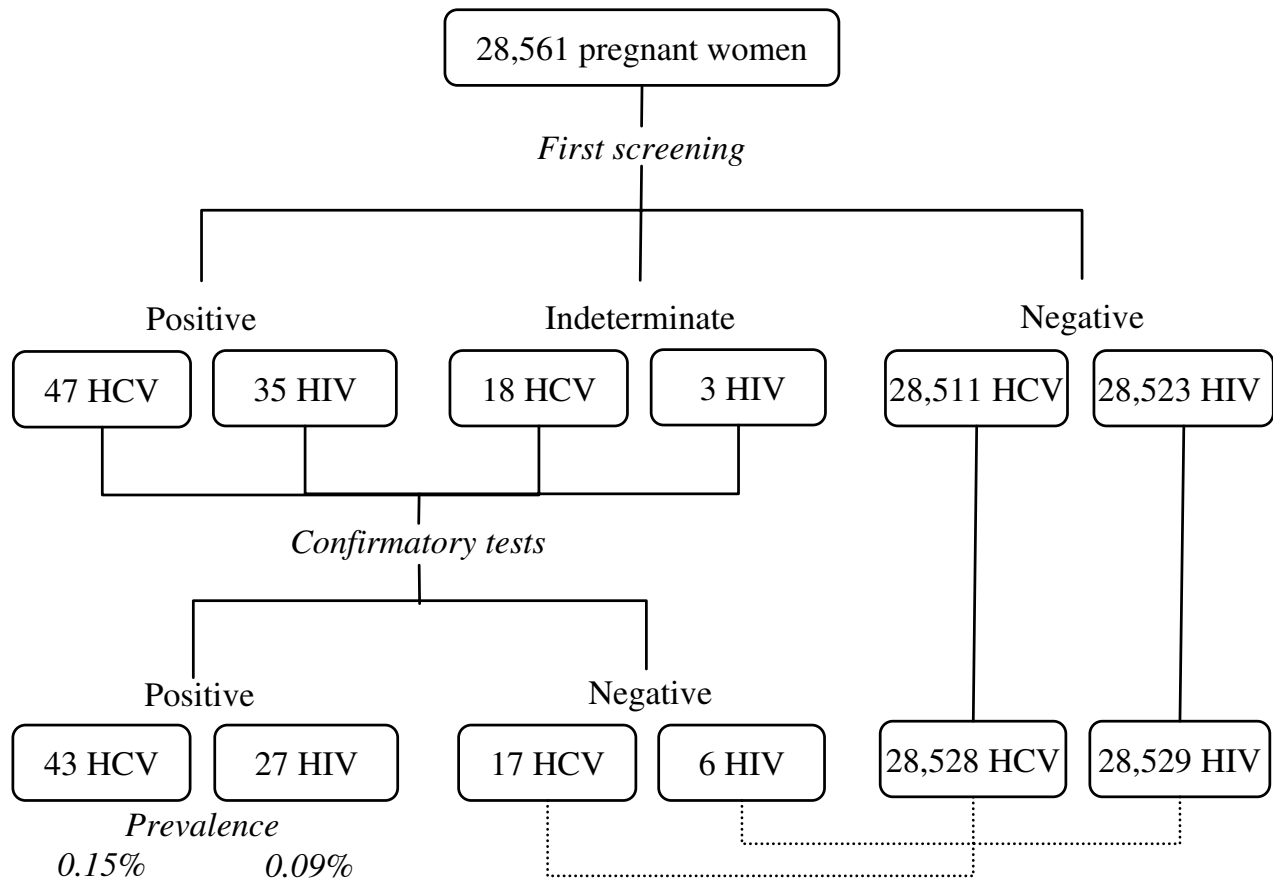 28,561 pregnant women
First screening
Positive
Indeterminate
Negative
47 HCV
35 HIV
18 HCV
3 HIV
28,511 HCV
28,523 HIV
Confirmatory tests
Positive
Negative
43 HCV
27 HIV
17 HCV
6 HIV
28,528 HCV
28,529 HIV
Prevalence
0.15%
0.09%